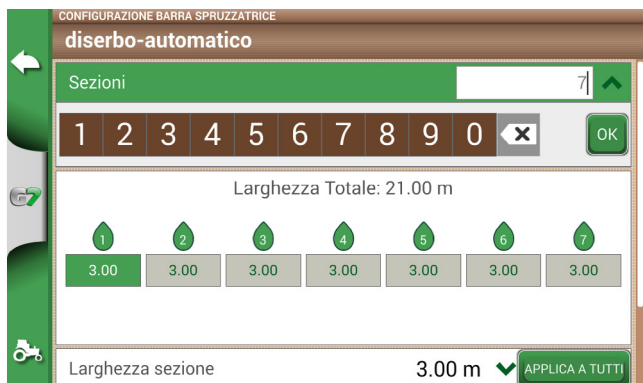 CONFIGURAZIONE BARRA SPRUZZATRICE
diserbo-automatico
Sezioni 7
1 2 3 4 5 6 7 8 9 0 OK
G7
Larghezza Totale: 21.00 m
1 2 3 4 5 6 7
3.00 3.00 3.00 3.00 3.00 3.00 3.00
Larghezza sezione 3.00 m APPLICA A TUTTI